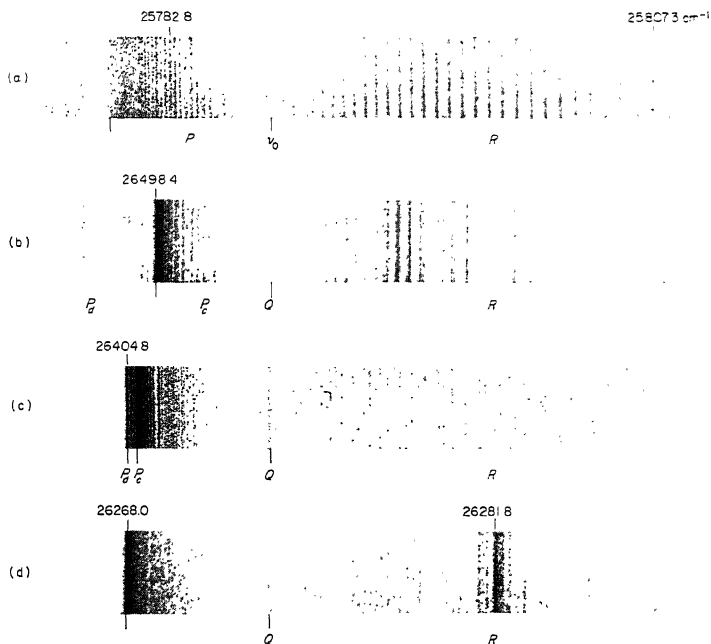 25782 8
25807.3 cm⁻¹
(a)
P
ν₀
R
26498.4
(b)
P_d
P_c
Q
R
26404.8
(c)
P_d
P_c
Q
R
26268.0
26281.8
(d)
Q
R